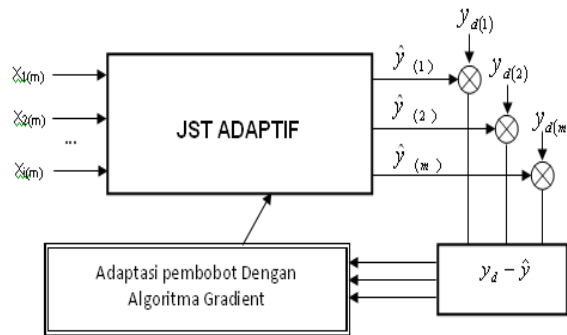 y_d(1)
ŷ (1)
X1(m)
y_d(2)
X2(m)
JST ADAPTIF
ŷ (2)
...
y_d(m
Xi(m)
ŷ (m)
Adaptasi pembobot Dengan
Algoritma Gradient
y_d − ŷ